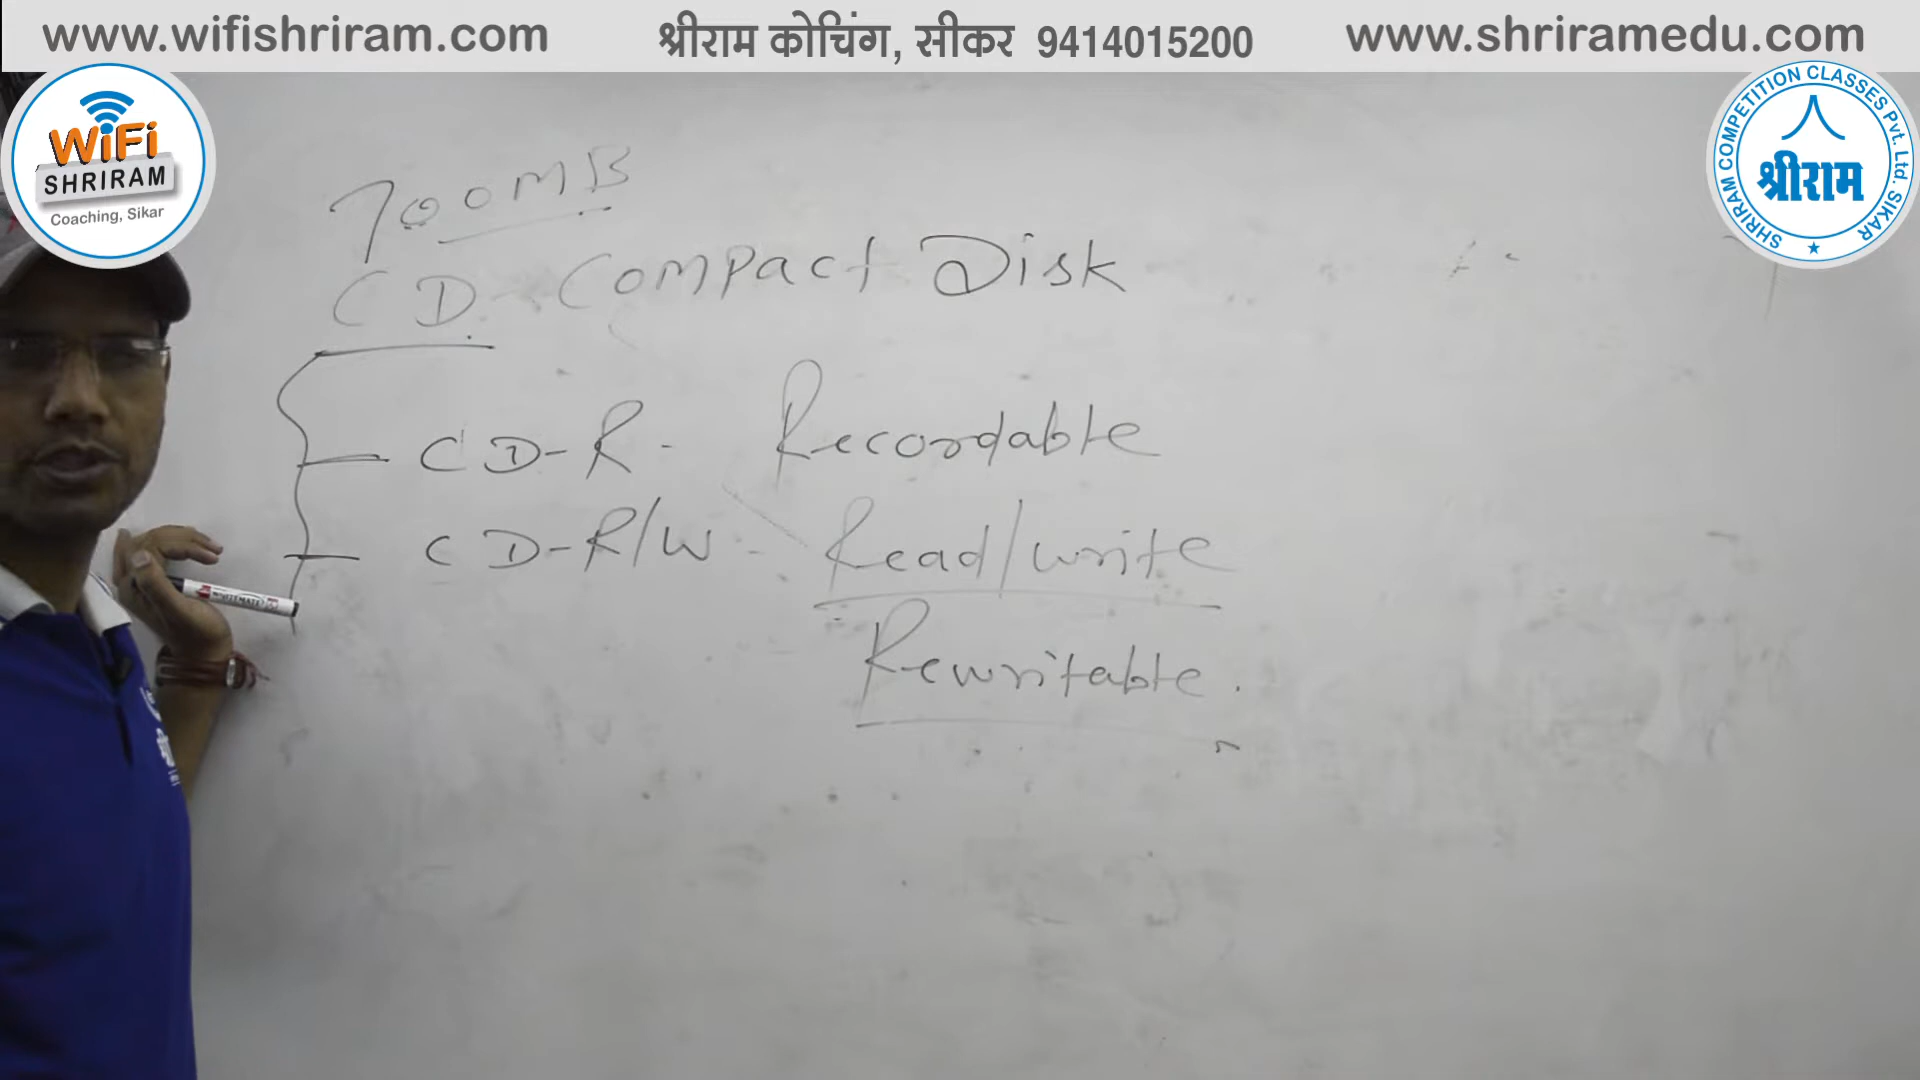 www.wifishriram.com
श्रीराम कोचिंग, सीकर 9414015200
www.shriramedu.com
WiFi
SHRIRAM
Coaching, Sikar
SHRIRAM COMPETITION CLASSES Pvt. Ltd. SIKAR
श्रीराम
700MB
CD - Compact Disk
CD-R - Recordable
CD-R/W - Read/write
Rewritable.